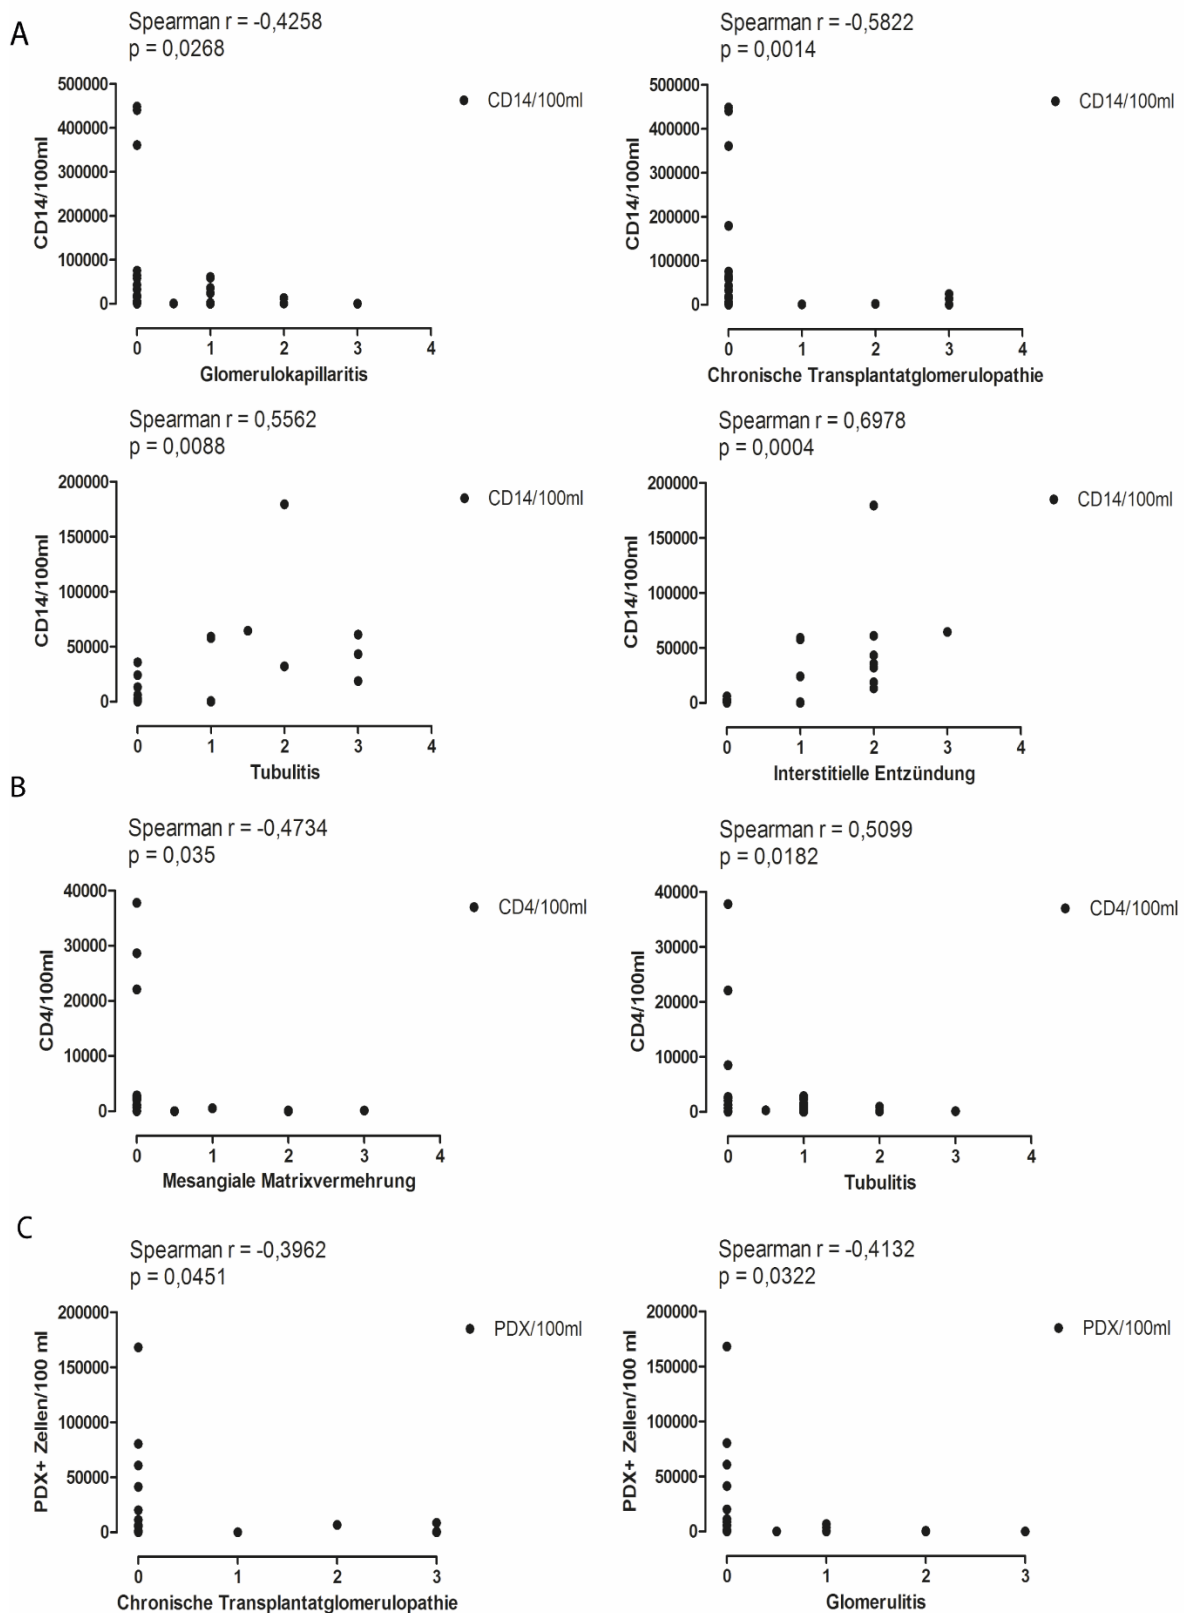 A
Spearman r = -0,4258
p = 0,0268
500000
400000
300000
200000
100000
0
CD14/100ml
CD14/100ml
0 1 2 3 4
Glomerulokapillaritis
Spearman r = -0,5822
p = 0,0014
500000
400000
300000
200000
100000
0
CD14/100ml
CD14/100ml
0 1 2 3 4
Chronische Transplantatglomerulopathie
Spearman r = 0,5562
p = 0,0088
200000
150000
100000
50000
0
CD14/100ml
CD14/100ml
0 1 2 3 4
Tubulitis
Spearman r = 0,6978
p = 0,0004
200000
150000
100000
50000
0
CD14/100ml
CD14/100ml
0 1 2 3 4
Interstitielle Entzündung
B
Spearman r = -0,4734
p = 0,035
40000
30000
20000
10000
0
CD4/100ml
CD4/100ml
0 1 2 3 4
Mesangiale Matrixvermehrung
Spearman r = 0,5099
p = 0,0182
40000
30000
20000
10000
0
CD4/100ml
CD4/100ml
0 1 2 3 4
Tubulitis
C
Spearman r = -0,3962
p = 0,0451
200000
150000
100000
50000
0
PDX+ Zellen/100 ml
PDX/100ml
0 1 2 3
Chronische Transplantatglomerulopathie
Spearman r = -0,4132
p = 0,0322
200000
150000
100000
50000
0
PDX+ Zellen/100 ml
PDX/100ml
0 1 2 3
Glomerulitis